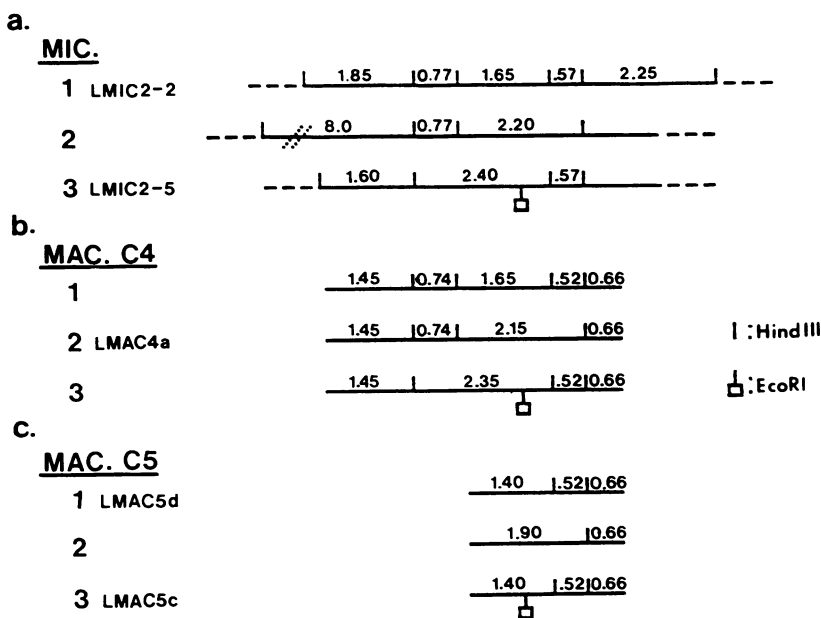 a.
MIC.
1.85 0.77 1.65 .57 2.25
1 LMIC2-2
8.0 0.77 2.20
2
1.60 2.40 .57
3 LMIC2-5
b.
MAC. C4
1.45 0.74 1.65 .52 0.66
1
1.45 0.74 2.15 0.66
2 LMAC4a
I :HindIII
1.45 2.35 .52 0.66
3
:EcoRI
c.
MAC. C5
1.40 .52 0.66
1 LMAC5d
1.90 0.66
2
1.40 .52 0.66
3 LMAC5c